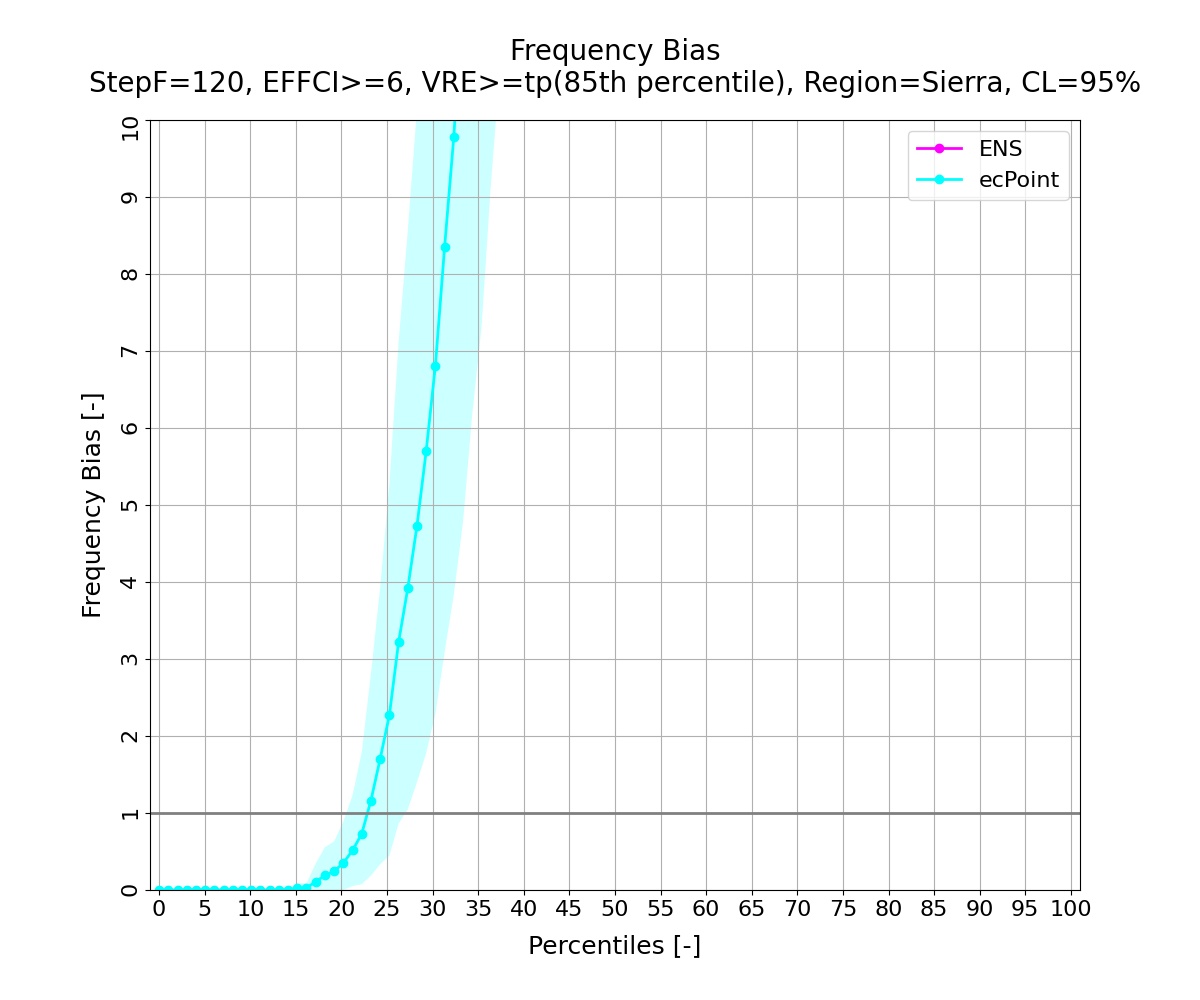 Frequency Bias
StepF=120, EFFCI>=6, VRE>=tp(85th percentile), Region=Sierra, CL=95%
ENS
ecPoint
Frequency Bias [-]
10
9
8
7
6
5
4
3
2
1
0
0 5 10 15 20 25 30 35 40 45 50 55 60 65 70 75 80 85 90 95 100
Percentiles [-]